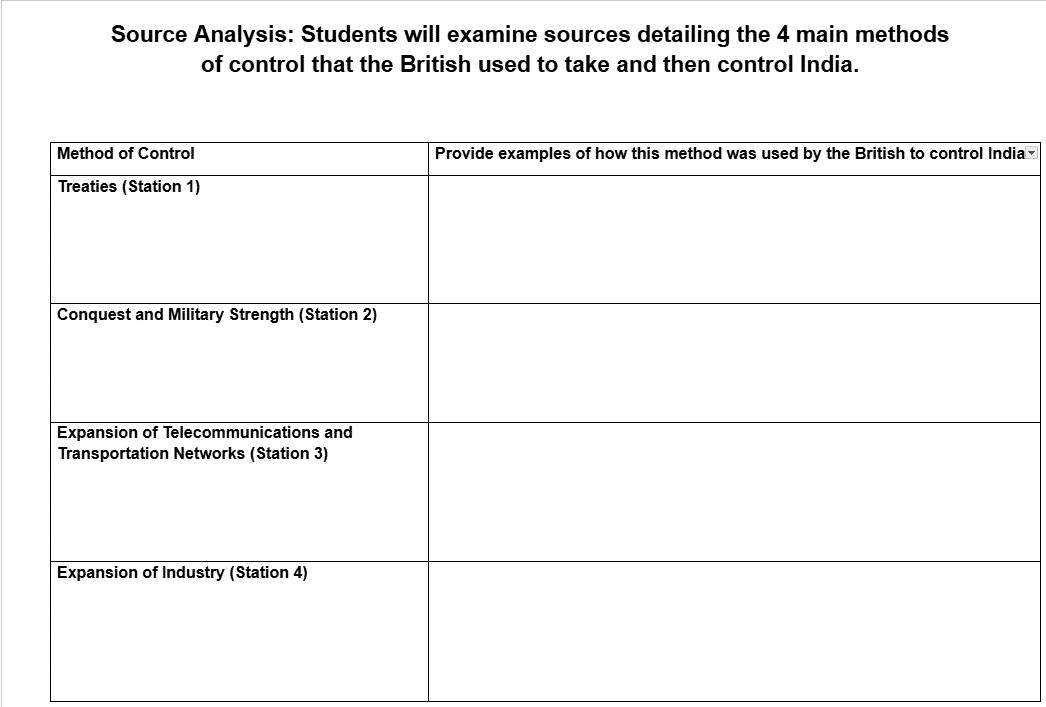 Source Analysis: Students will examine sources detailing the 4 main methods
of control that the British used to take and then control India.
Method of Control
Provide examples of how this method was used by the British to control India
Treaties (Station 1)
Conquest and Military Strength (Station 2)
Expansion of Telecommunications and
Transportation Networks (Station 3)
Expansion of Industry (Station 4)